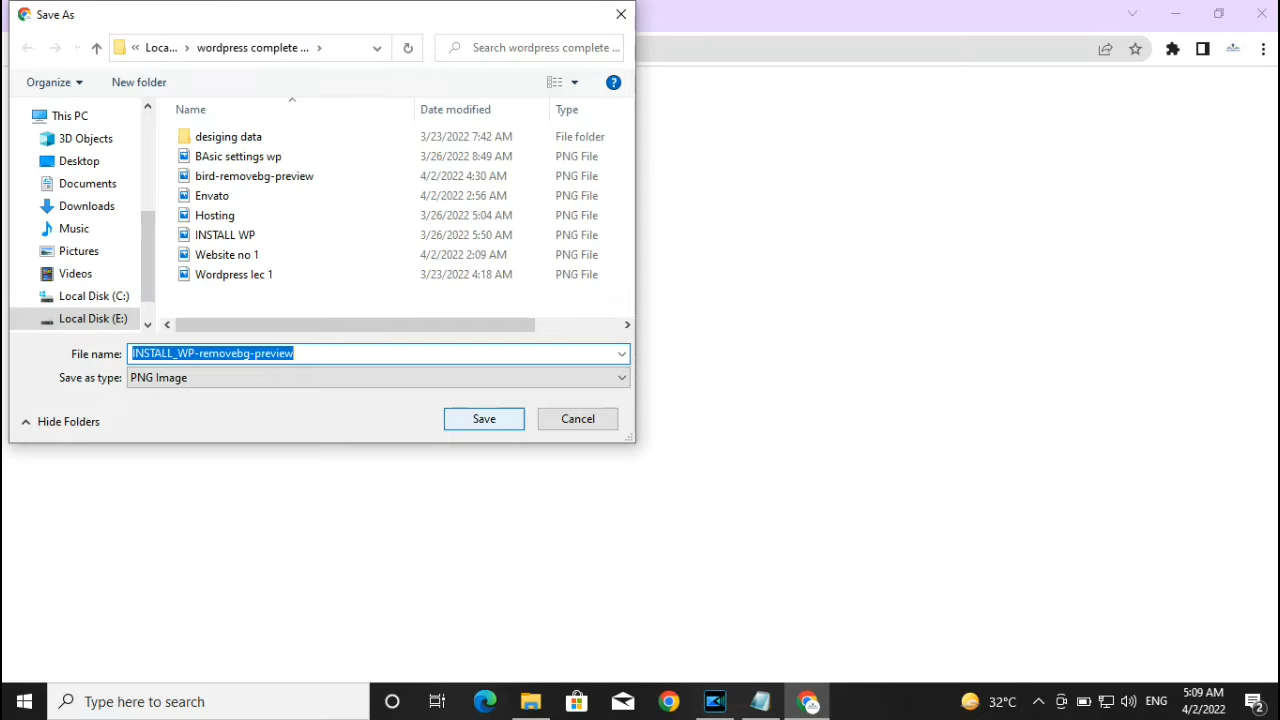 Save As
« Loca... › wordpress complete ... ›
Search wordpress complete ...
Organize
New folder
Name
Date modified
Type
This PC
3D Objects
Desktop
Documents
Downloads
Music
Pictures
Videos
Local Disk (C:)
Local Disk (E:)
desiging data 3/23/2022 7:42 AM File folder
BAsic settings wp 3/26/2022 8:49 AM PNG File
bird-removebg-preview 4/2/2022 4:30 AM PNG File
Envato 4/2/2022 2:56 AM PNG File
Hosting 3/26/2022 5:04 AM PNG File
INSTALL WP 3/26/2022 5:50 AM PNG File
Website no 1 4/2/2022 2:09 AM PNG File
Wordpress lec 1 3/23/2022 4:18 AM PNG File
File name: INSTALL_WP-removebg-preview
Save as type: PNG Image
Hide Folders
Save
Cancel
Type here to search
32°C
ENG
5:09 AM
4/2/2022
2